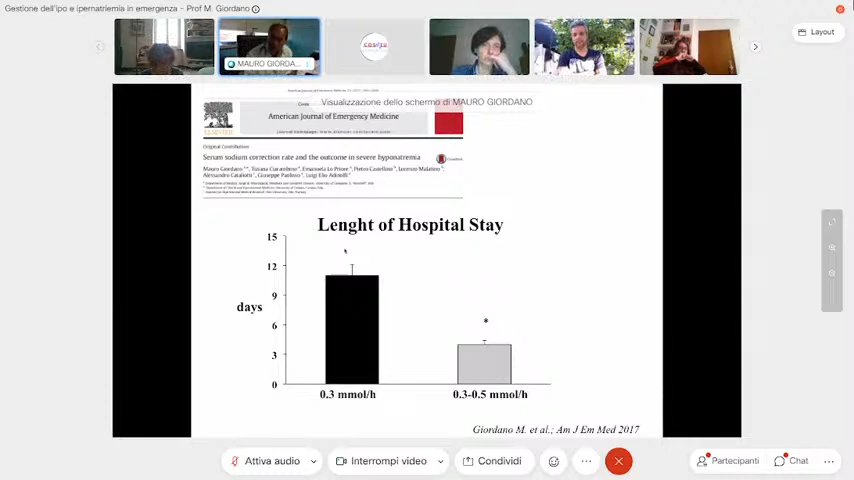 Gestione dell'ipo e ipernatriemia in emergenza - Prof M. Giordano
Layout
MAURO GIORDA...
Visualizzazione dello schermo di MAURO GIORDANO
American Journal of Emergency Medicine
ELSEVIER
Original Contribution
Serum sodium correction rate and the outcome in severe hyponatremia
Lenght of Hospital Stay
15
12
9
days
6
*
3
0
0.3 mmol/h
0.3-0.5 mmol/h
Giordano M. et al.; Am J Em Med 2017
Attiva audio
Interrompi video
Condividi
Partecipanti
Chat